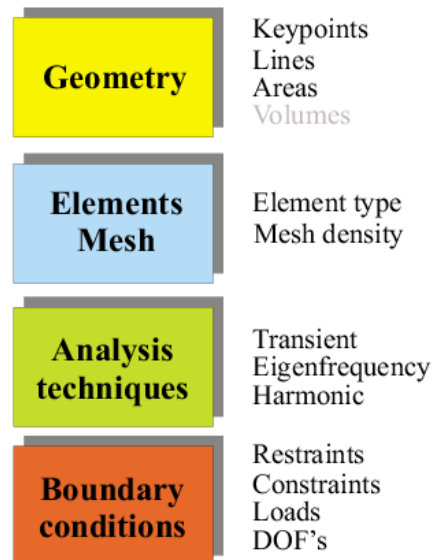 Geometry
Keypoints
Lines
Areas
Volumes
Elements
Mesh
Element type
Mesh density
Analysis
techniques
Transient
Eigenfrequency
Harmonic
Boundary
conditions
Restraints
Constraints
Loads
DOF's